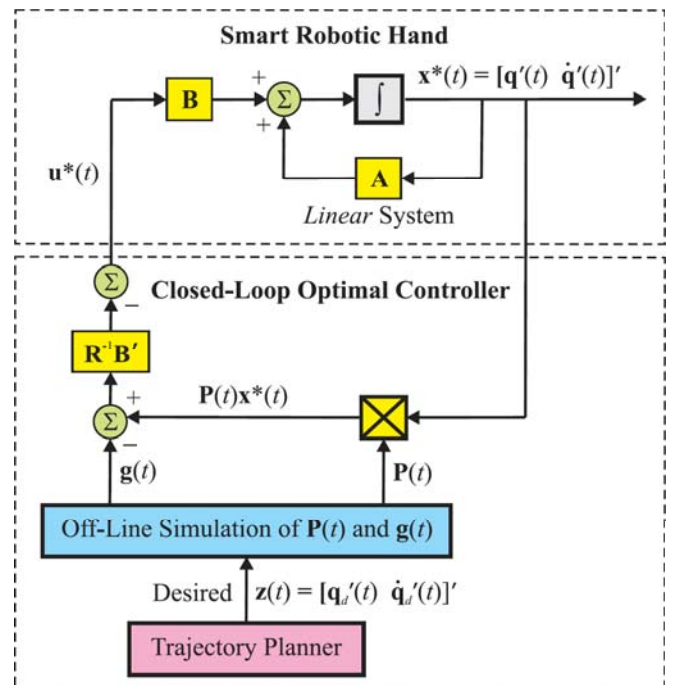 Smart Robotic Hand
x*(t) = [q′(t) q̇′(t)]′
B
+
Σ
∫
+
u*(t)
A
Linear System
Σ
−
Closed-Loop Optimal Controller
R⁻¹B′
P(t)x*(t)
+
Σ
−
g(t)
P(t)
Off-Line Simulation of P(t) and g(t)
Desired z(t) = [q_d′(t) q̇_d′(t)]′
Trajectory Planner